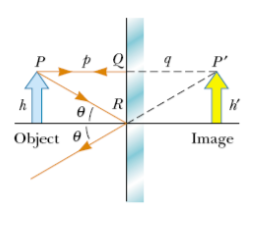 P p Q q P′
h R h′
θ
Object θ Image